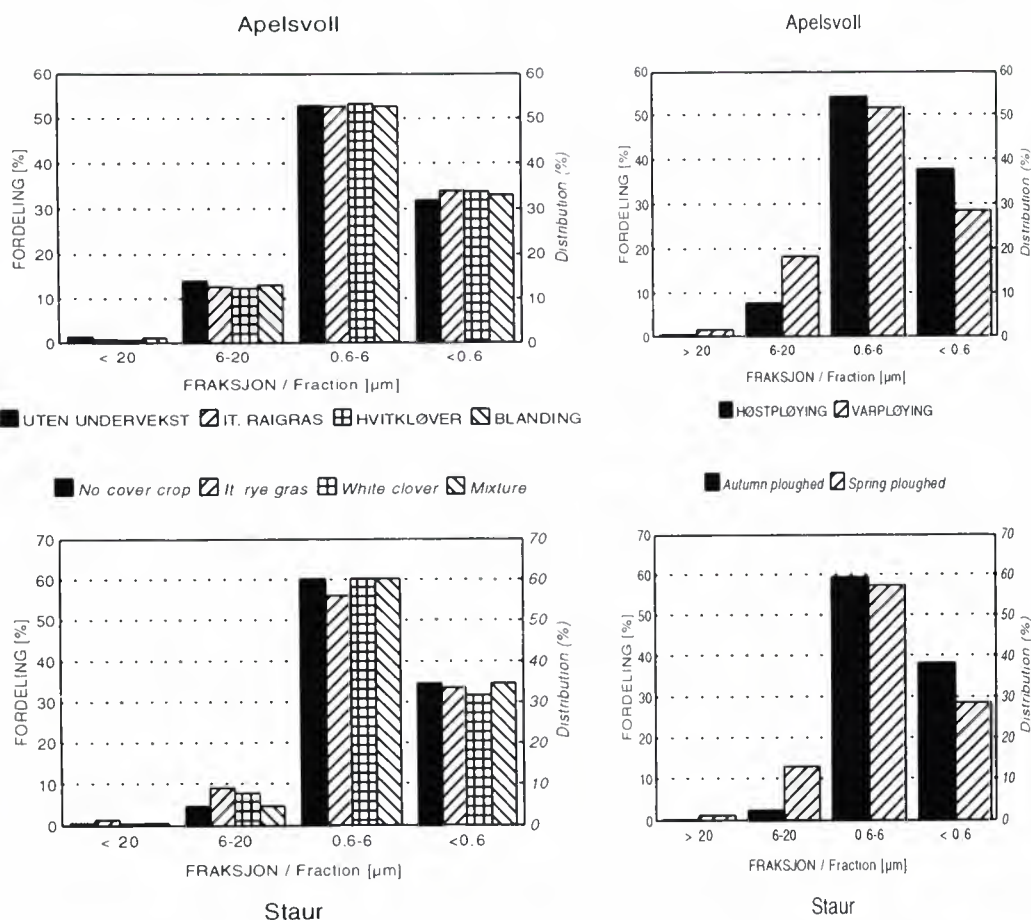 Apelsvoll
60
50
40
30
20
10
0
FORDELING [%]
60
50
40
30
20
10
0
Distribution (%)
< 20 6-20 0.6-6 <0.6
FRAKSJON / Fraction [µm]
UTEN UNDERVEKST IT. RAIGRAS HVITKLØVER BLANDING
Apelsvoll
60
50
40
30
20
10
0
FORDELING [%]
60
50
40
30
20
10
0
Distribution (%)
> 20 6-20 0.6-6 < 0.6
FRAKSJON / Fraction [µm]
HØSTPLØYING VARPLØYING
No cover crop It rye gras White clover Mixture
70
60
50
40
30
20
10
0
FORDELING [%]
70
60
50
40
30
20
10
0
Distribution (%)
< 20 6-20 0.6-6 <0.6
FRAKSJON / Fraction [µm]
Staur
Autumn ploughed Spring ploughed
70
60
50
40
30
20
10
0
FORDELING [%]
70
60
50
40
30
20
10
0
Distribution (%)
> 20 6-20 0.6-6 < 0.6
FRAKSJON / Fraction [µm]
Staur